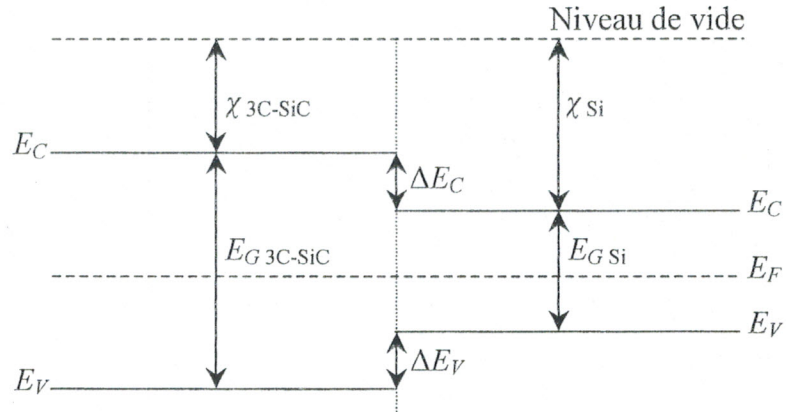 Niveau de vide
χ 3C-SiC
χ Si
E_C
ΔE_C
E_C
E_G 3C-SiC
E_G Si
E_F
E_V
ΔE_V
E_V